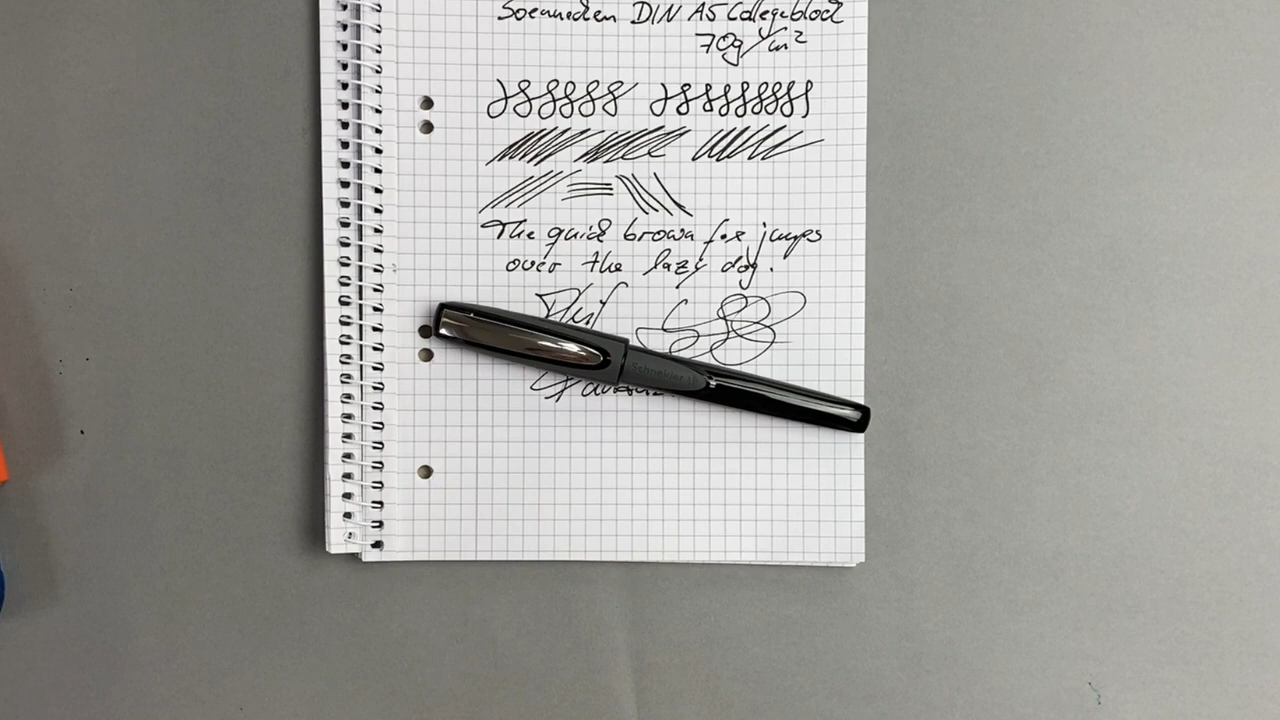 Soennecken DIN A5 Collegeblock
70g/m²
The quick brown fox jumps
over the lazy dog.
Schneider